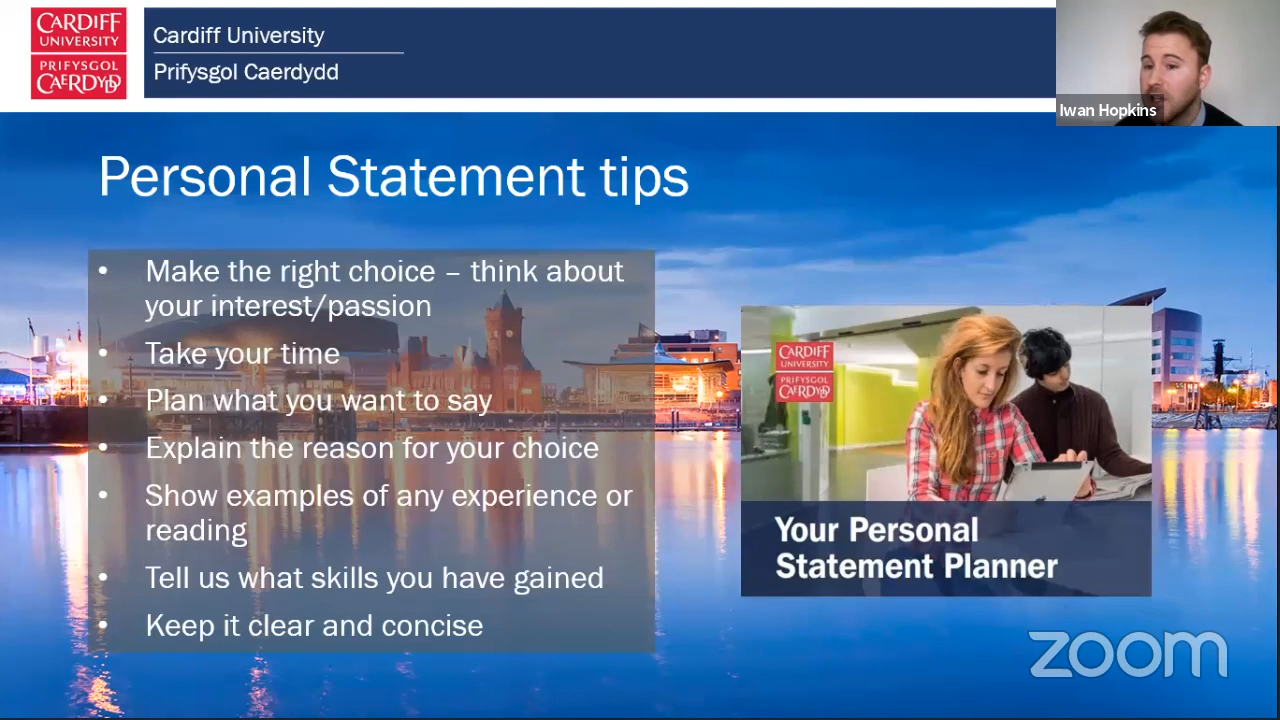 CARDIFF
UNIVERSITY
PRIFYSGOL
CAERDYDD
Cardiff University
Prifysgol Caerdydd
Iwan Hopkins
Personal Statement tips
• Make the right choice – think about
your interest/passion
• Take your time
• Plan what you want to say
• Explain the reason for your choice
• Show examples of any experience or
reading
• Tell us what skills you have gained
• Keep it clear and concise
CARDIFF
UNIVERSITY
PRIFYSGOL
CAERDYDD
Your Personal
Statement Planner
zoom